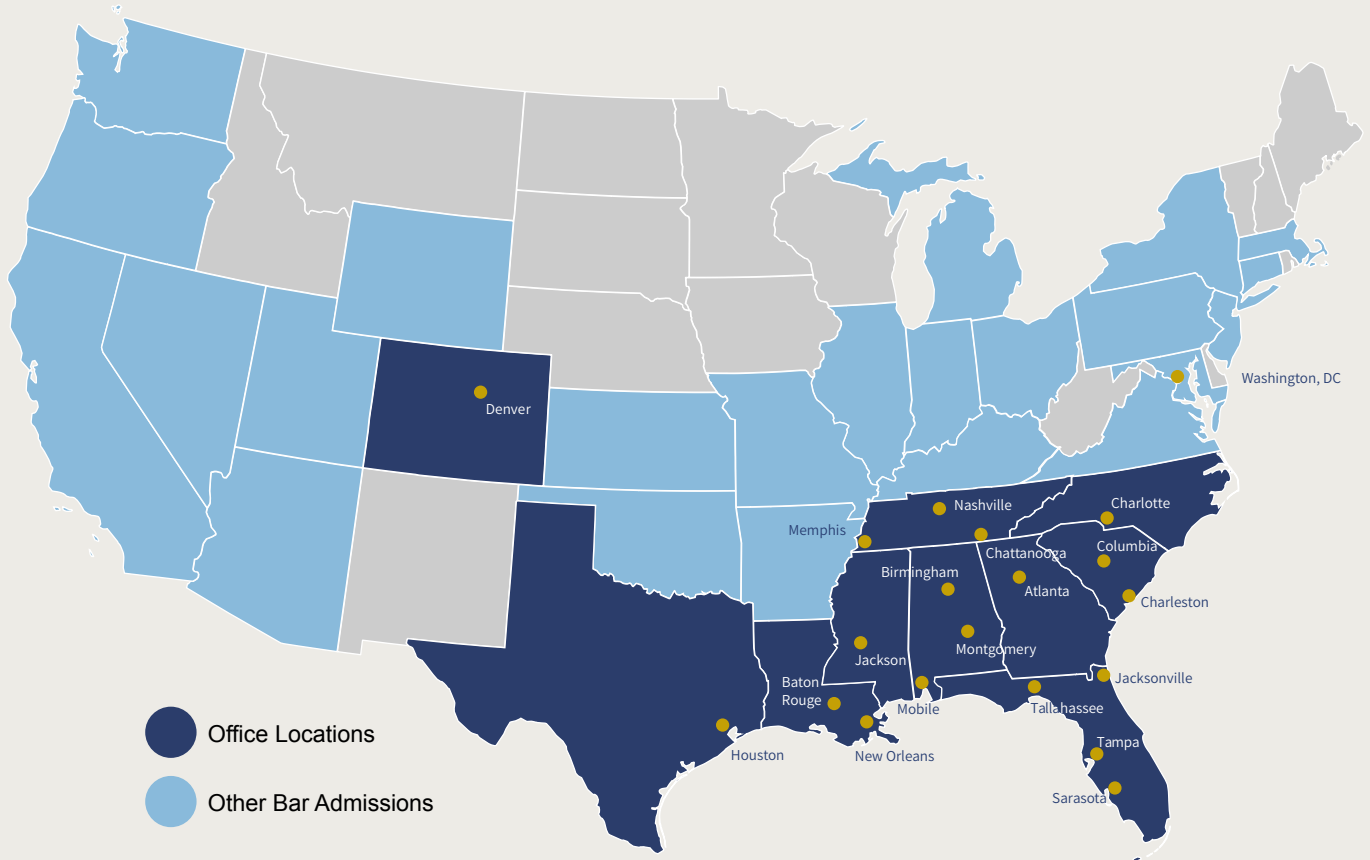 Washington, DC
Denver
Nashville
Charlotte
Memphis
Chattanooga
Columbia
Birmingham
Atlanta
Charleston
Montgomery
Jackson
Jacksonville
Baton
Rouge
Mobile
Tallahassee
Office Locations
Tampa
Houston
New Orleans
Sarasota
Other Bar Admissions